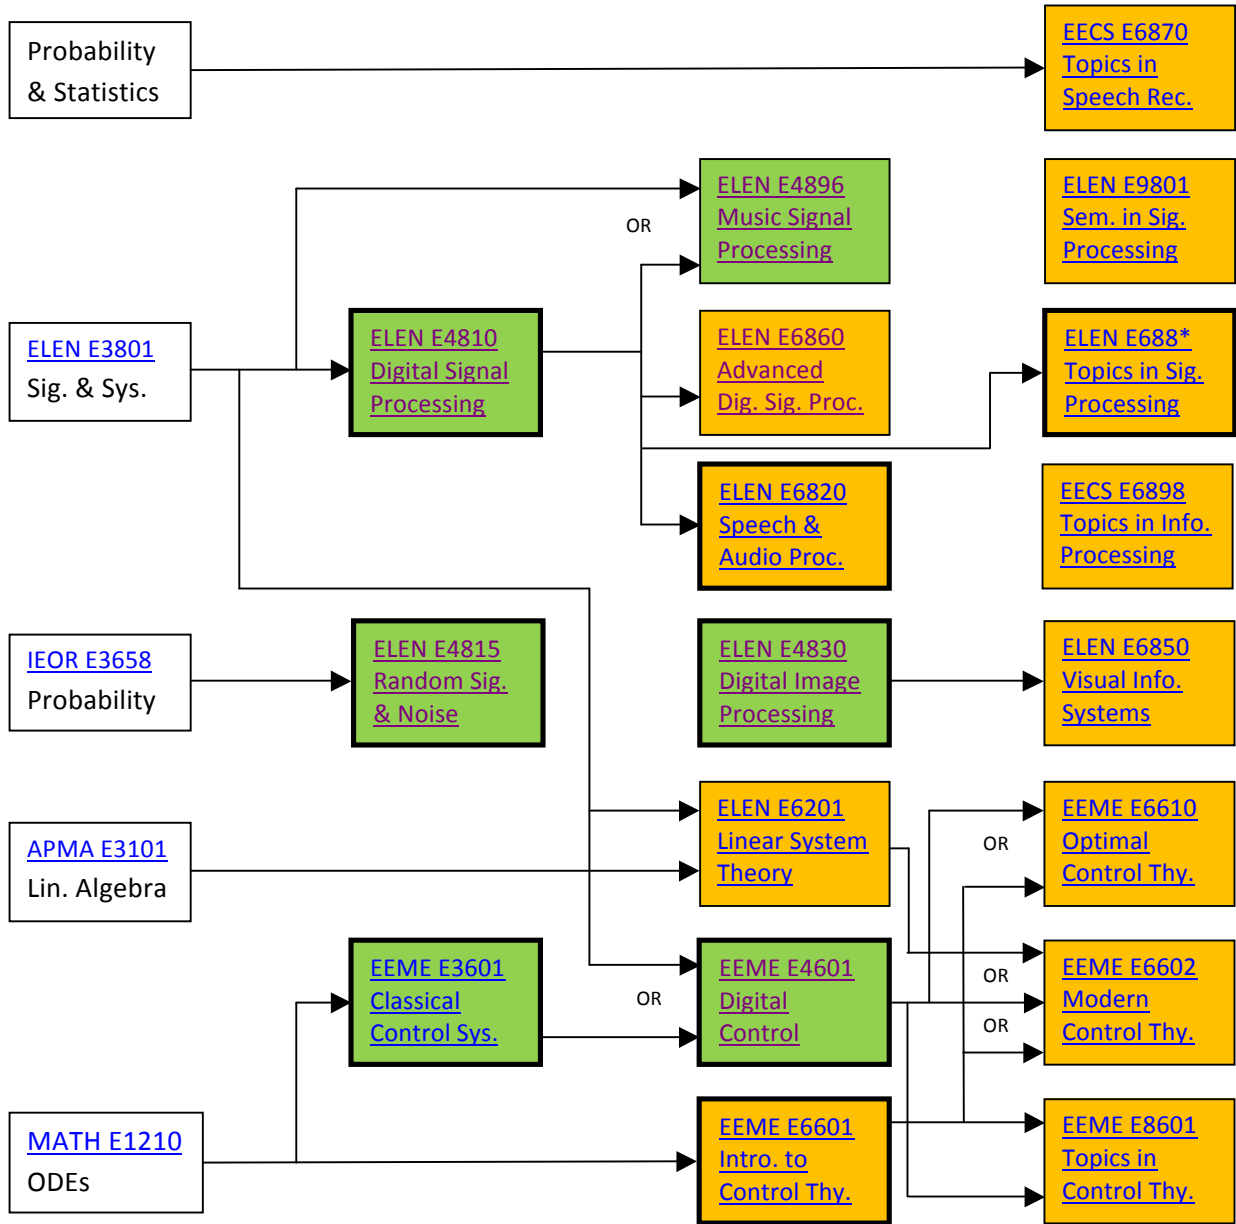 Probability
& Statistics
EECS E6870
Topics in
Speech Rec.
ELEN E4896
Music Signal
Processing
OR
ELEN E9801
Sem. in Sig.
Processing
ELEN E3801
Sig. & Sys.
ELEN E4810
Digital Signal
Processing
ELEN E6860
Advanced
Dig. Sig. Proc.
ELEN E688*
Topics in Sig.
Processing
ELEN E6820
Speech &
Audio Proc.
EECS E6898
Topics in Info.
Processing
IEOR E3658
Probability
ELEN E4815
Random Sig.
& Noise
ELEN E4830
Digital Image
Processing
ELEN E6850
Visual Info.
Systems
APMA E3101
Lin. Algebra
ELEN E6201
Linear System
Theory
OR
EEME E6610
Optimal
Control Thy.
EEME E3601
Classical
Control Sys.
OR
EEME E4601
Digital
Control
OR
OR
EEME E6602
Modern
Control Thy.
MATH E1210
ODEs
EEME E6601
Intro. to
Control Thy.
EEME E8601
Topics in
Control Thy.